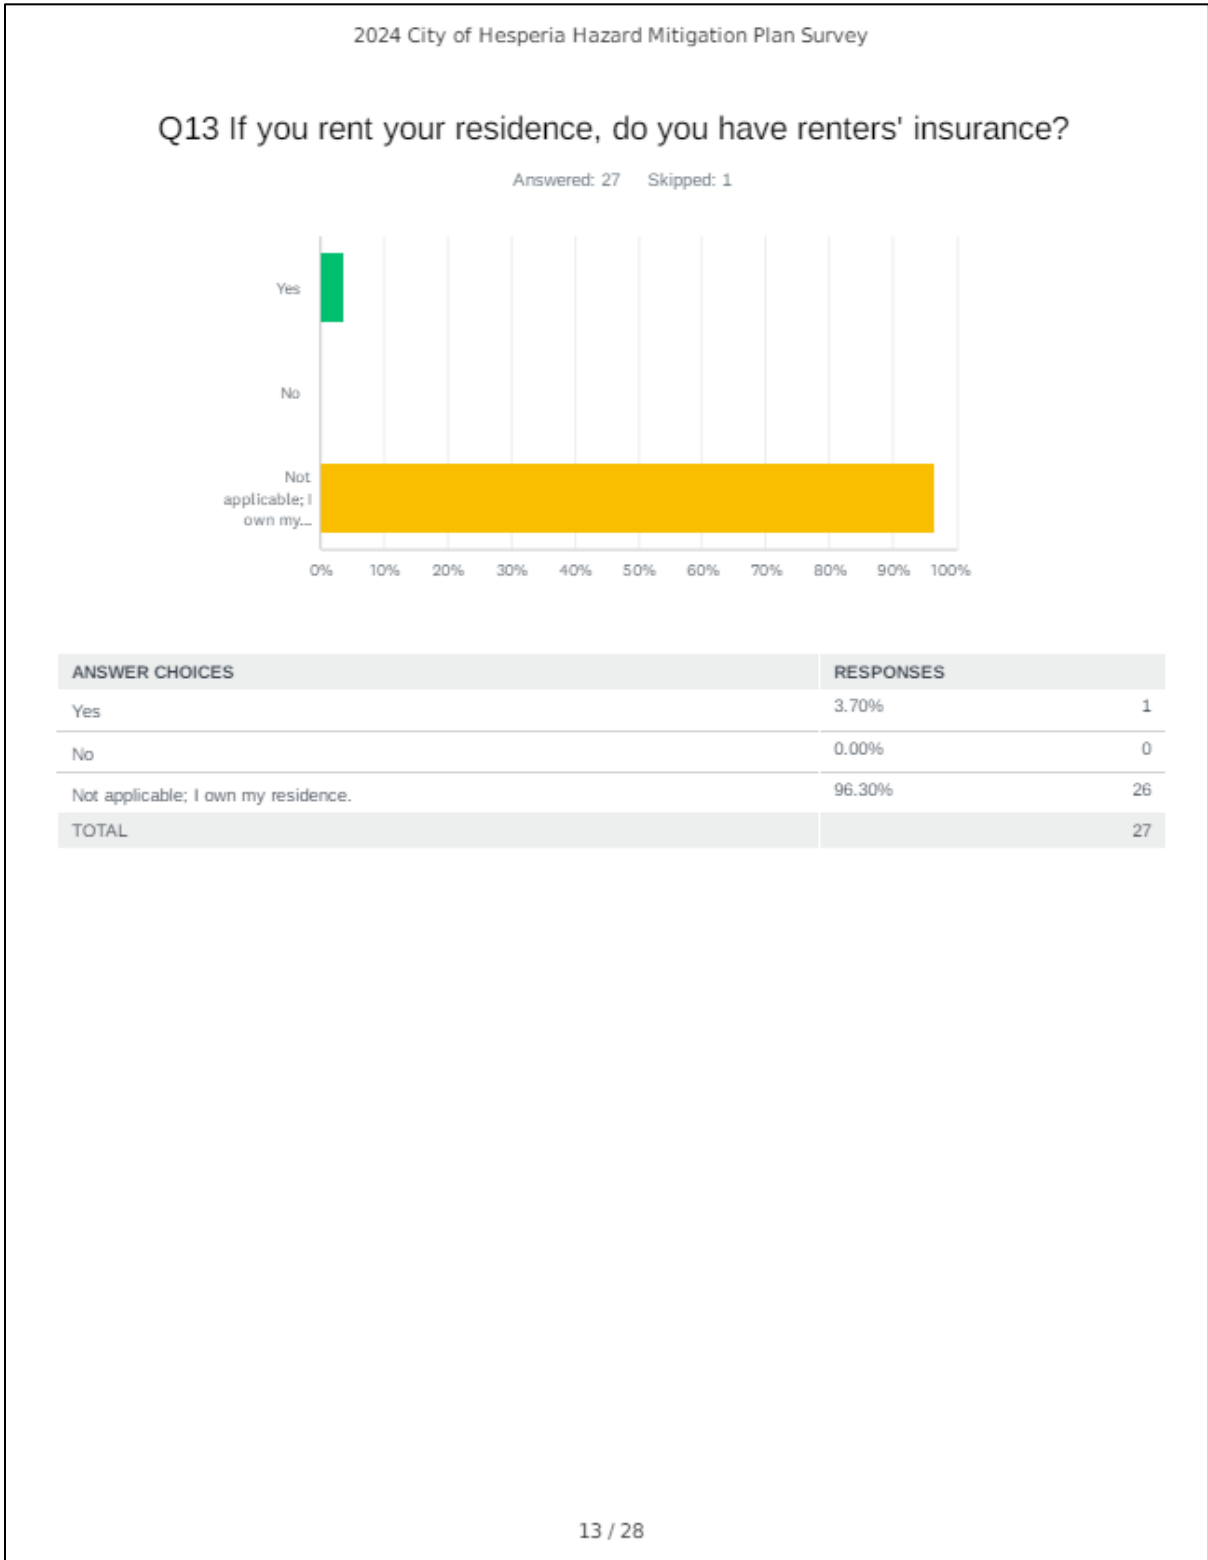 2024 City of Hesperia Hazard Mitigation Plan Survey
Q13 If you rent your residence, do you have renters' insurance?
Answered: 27 Skipped: 1
Yes
No
Not
applicable; I
own my...
0% 10% 20% 30% 40% 50% 60% 70% 80% 90% 100%
ANSWER CHOICES RESPONSES
Yes 3.70% 1
No 0.00% 0
Not applicable; I own my residence. 96.30% 26
TOTAL 27
13 / 28